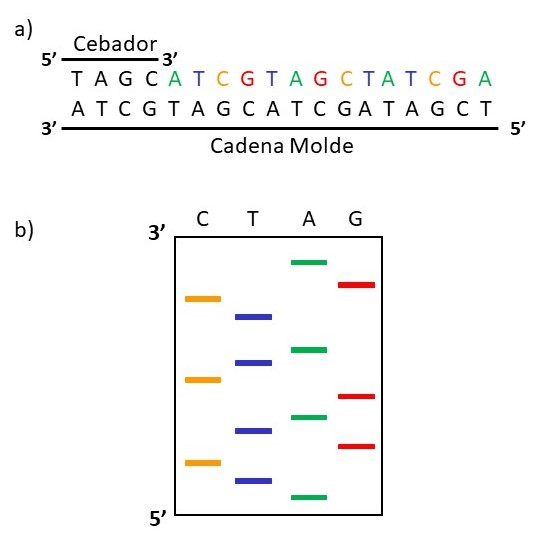 a)
Cebador
5’ 3’
T A G C A T C G T A G C T A T C G A
A T C G T A G C A T C G A T A G C T
3’ 5’
Cadena Molde
b)
C T A G
3’
5’